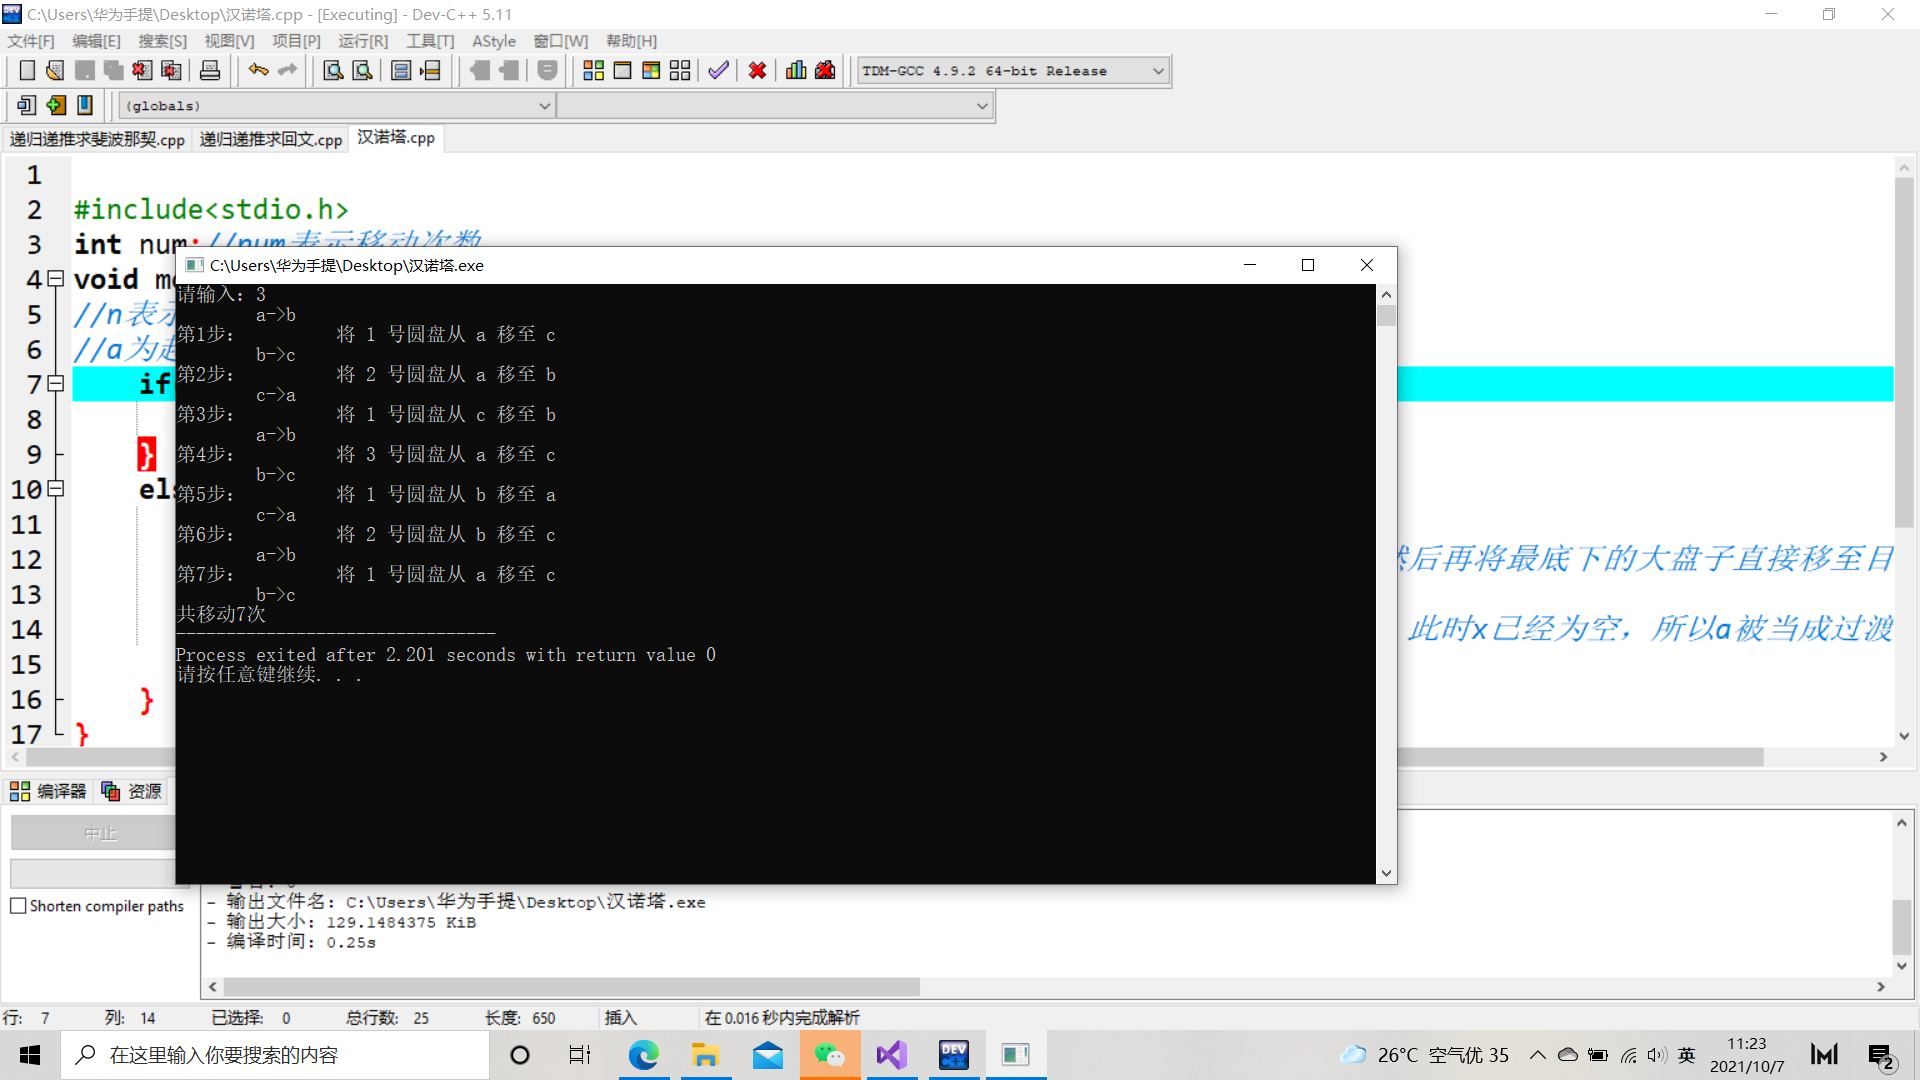 C:\Users\华为手提\Desktop\汉诺塔.cpp - [Executing] - Dev-C++ 5.11
文件[F] 编辑[E] 搜索[S] 视图[V] 项目[P] 运行[R] 工具[T] AStyle 窗口[W] 帮助[H]
TDM-GCC 4.9.2 64-bit Release
(globals)
递归递推求斐波那契.cpp 递归递推求回文.cpp 汉诺塔.cpp
1
2 #include<stdio.h>
3 int num;//num表示移动次数
4 void
5 //n表示
6 //a为
7 if
8
9 }
10 els
11
12 然后再将最底下的大盘子直接移至目
13
14 此时x已经为空，所以a被当成过渡
15
16 }
17 }
C:\Users\华为手提\Desktop\汉诺塔.exe
请输入：3
a->b
第1步： 将 1 号圆盘从 a 移至 c
b->c
第2步： 将 2 号圆盘从 a 移至 b
c->a
第3步： 将 1 号圆盘从 c 移至 b
a->b
第4步： 将 3 号圆盘从 a 移至 c
b->c
第5步： 将 1 号圆盘从 b 移至 a
c->a
第6步： 将 2 号圆盘从 b 移至 c
a->b
第7步： 将 1 号圆盘从 a 移至 c
b->c
共移动7次
--------------------------------
Process exited after 2.201 seconds with return value 0
请按任意键继续. . .
编译器 资源
中止
Shorten compiler paths
- 输出文件名: C:\Users\华为手提\Desktop\汉诺塔.exe
- 输出大小: 129.1484375 KiB
- 编译时间: 0.25s
行: 7 列: 14 已选择: 0 总行数: 25 长度: 650 插入 在 0.016 秒内完成解析
在这里输入你要搜索的内容
DEV C++
26°C 空气优 35 英
11:23
2021/10/7
2